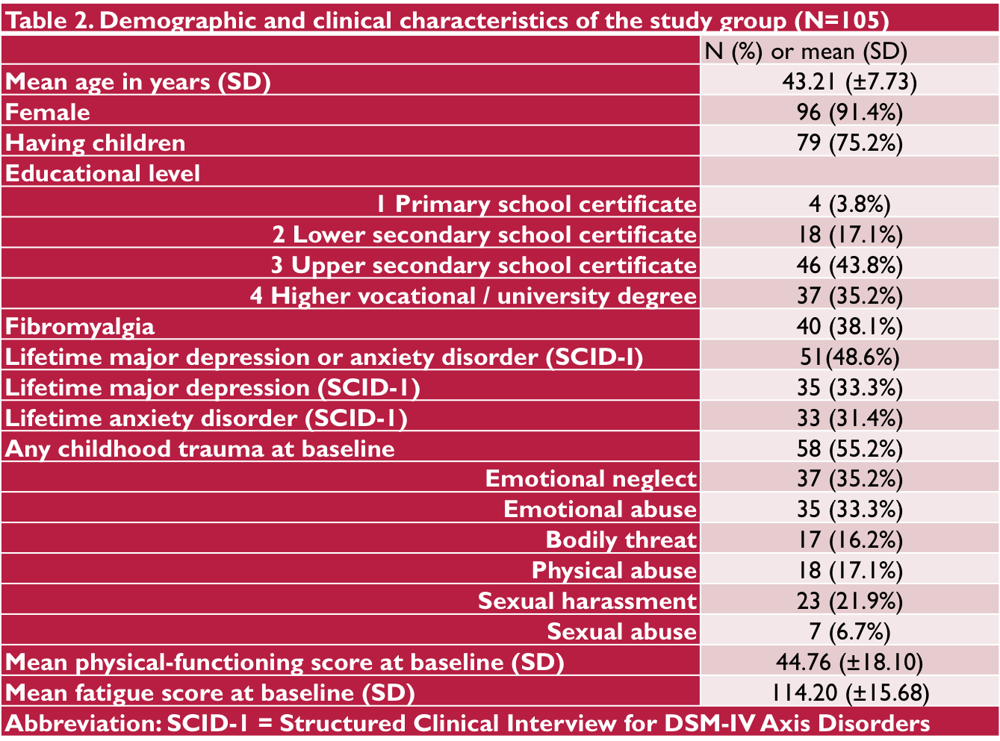 Table 2. Demographic and clinical characteristics of the study group (N=105)
N (%) or mean (SD)
Mean age in years (SD) 43.21 (±7.73)
Female 96 (91.4%)
Having children 79 (75.2%)
Educational level
1 Primary school certificate 4 (3.8%)
2 Lower secondary school certificate 18 (17.1%)
3 Upper secondary school certificate 46 (43.8%)
4 Higher vocational / university degree 37 (35.2%)
Fibromyalgia 40 (38.1%)
Lifetime major depression or anxiety disorder (SCID-I) 51(48.6%)
Lifetime major depression (SCID-1) 35 (33.3%)
Lifetime anxiety disorder (SCID-1) 33 (31.4%)
Any childhood trauma at baseline 58 (55.2%)
Emotional neglect 37 (35.2%)
Emotional abuse 35 (33.3%)
Bodily threat 17 (16.2%)
Physical abuse 18 (17.1%)
Sexual harassment 23 (21.9%)
Sexual abuse 7 (6.7%)
Mean physical-functioning score at baseline (SD) 44.76 (±18.10)
Mean fatigue score at baseline (SD) 114.20 (±15.68)
Abbreviation: SCID-1 = Structured Clinical Interview for DSM-IV Axis Disorders